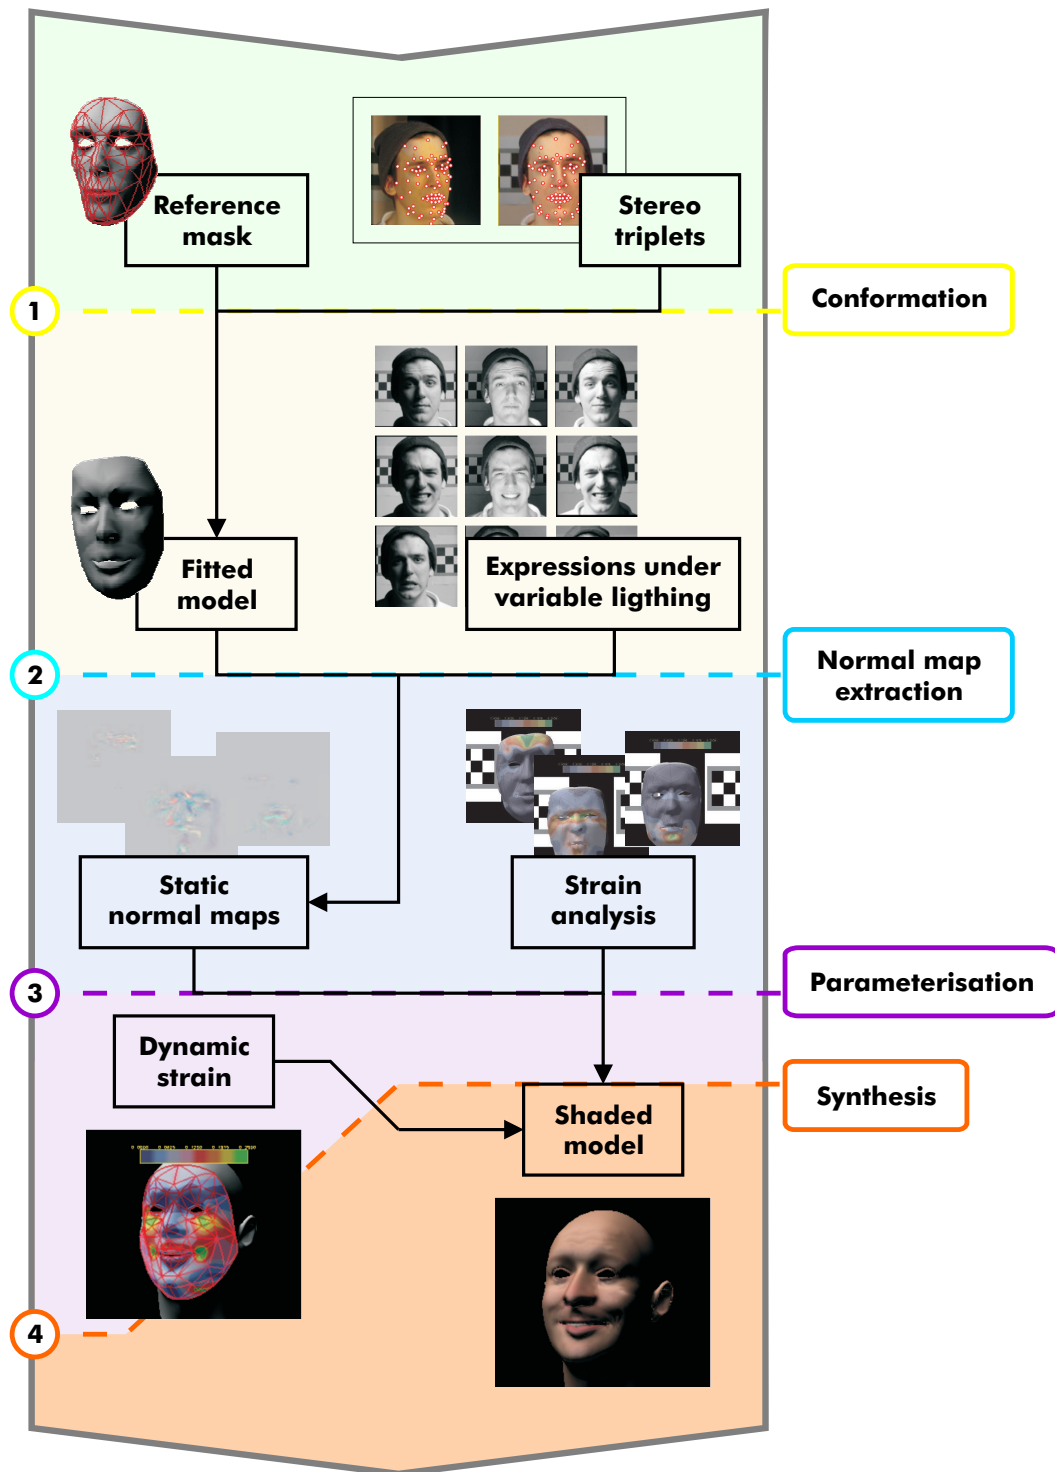 Reference
mask
Stereo
triplets
1
Conformation
Fitted
model
Expressions under
variable ligthing
2
Normal map
extraction
Static
normal maps
Strain
analysis
3
Parameterisation
Dynamic
strain
Synthesis
Shaded
model
4